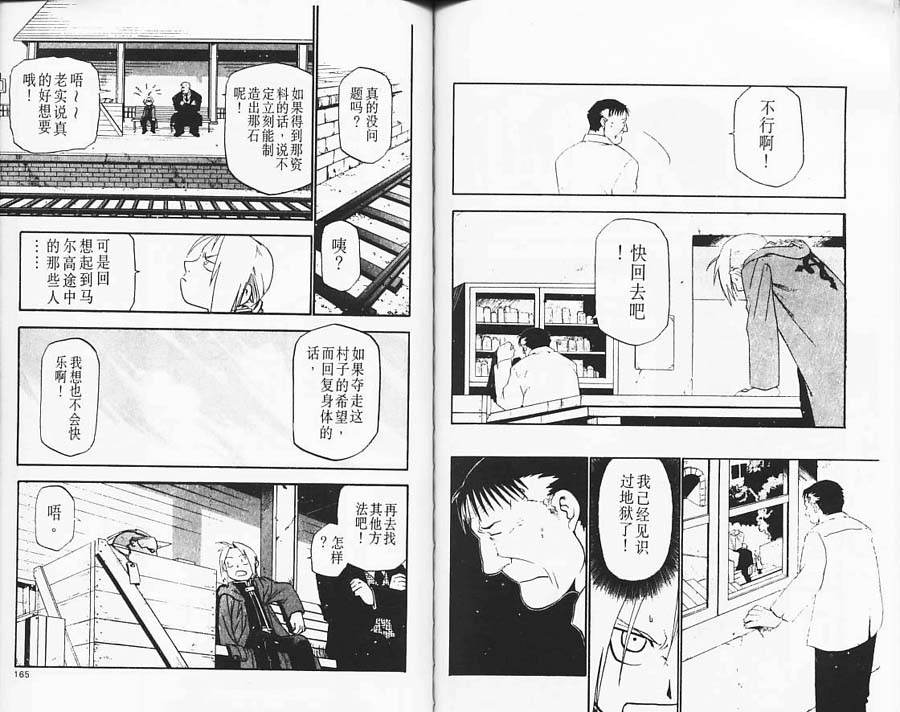 不行啊！
快回去吧
！
我已经见识
过地狱了！
真的没问
题吗？
咦？
如果得到那资
料的话，说不
定立刻能制
造出那石
呢！
唔～～
老实说真
的好想要
哦！
可是回
想起到马
尔高途中
的那些人
……
如果夺走这
村子的希望，
而回复身体的
话，
我想也不会快
乐啊！
再去找
其他方
法吧！
怎样
？
唔。
165